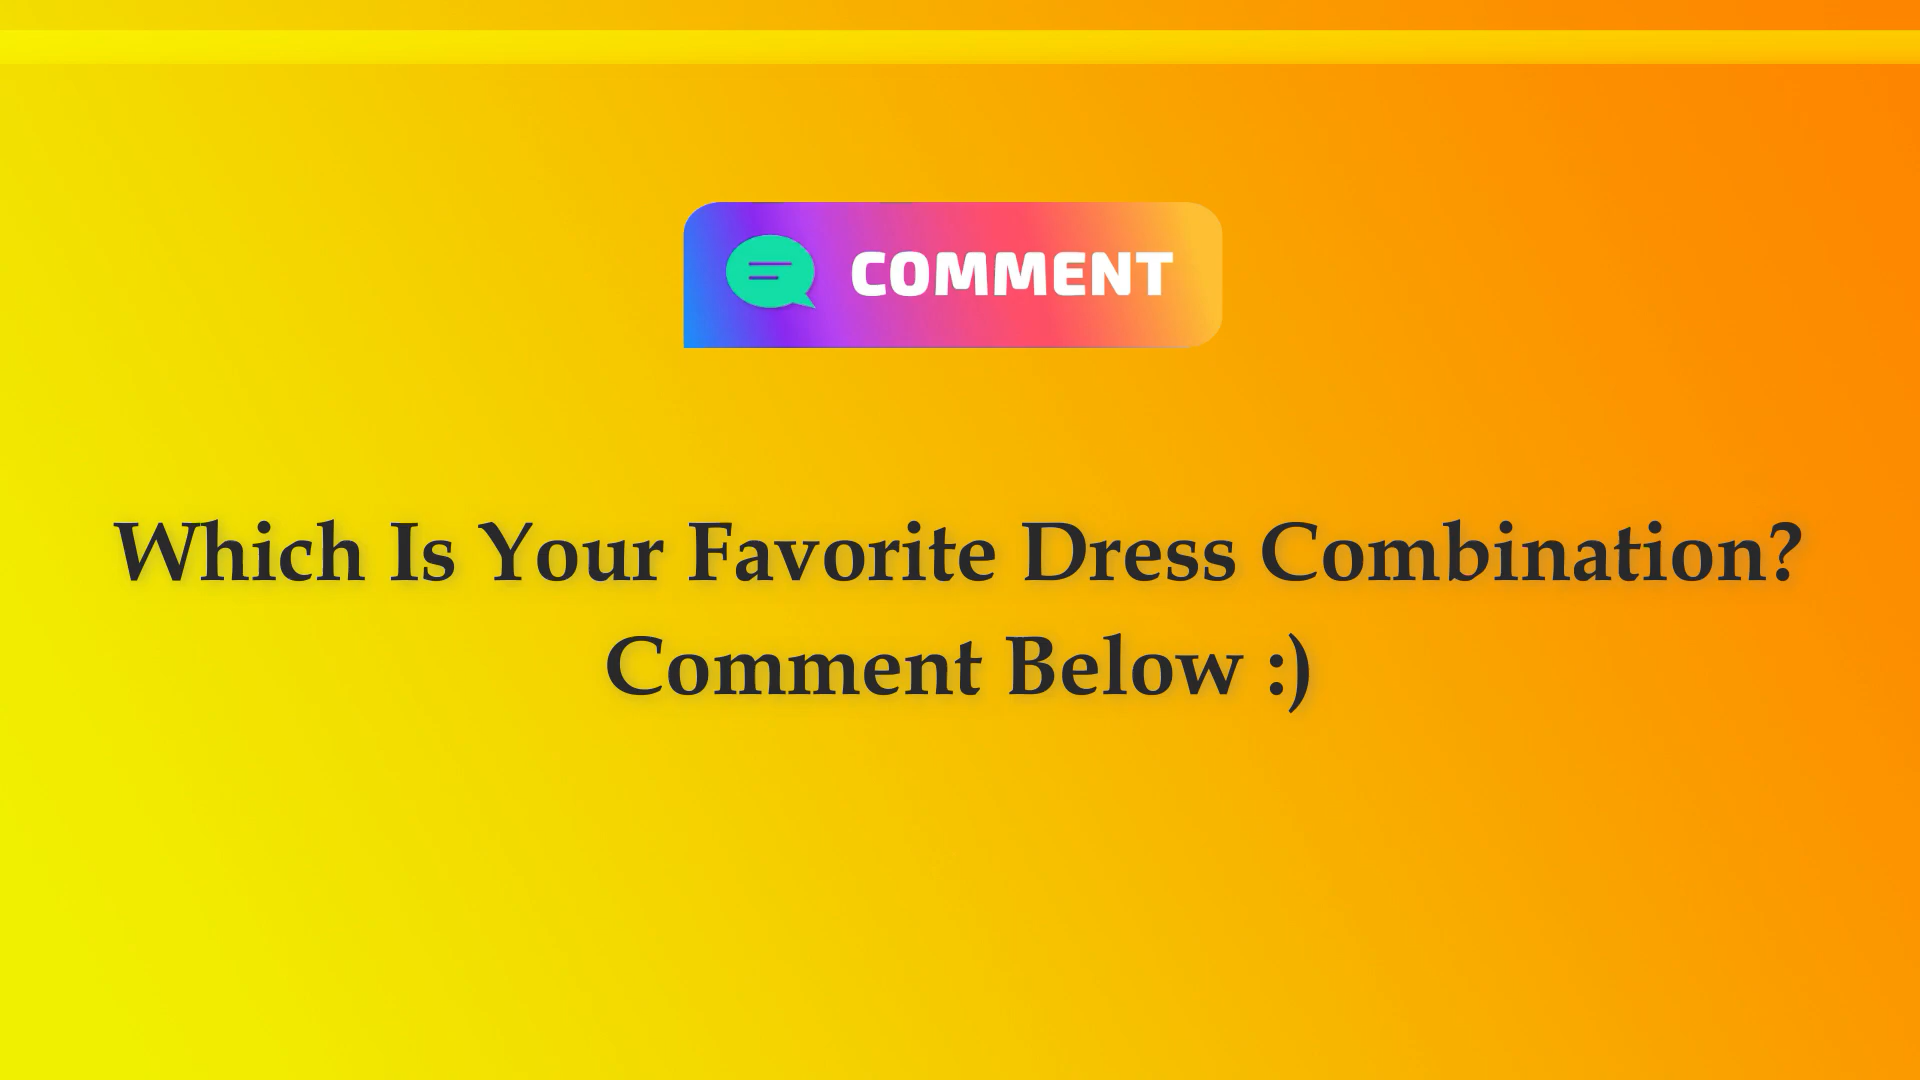 COMMENT
Which Is Your Favorite Dress Combination?
Comment Below :)